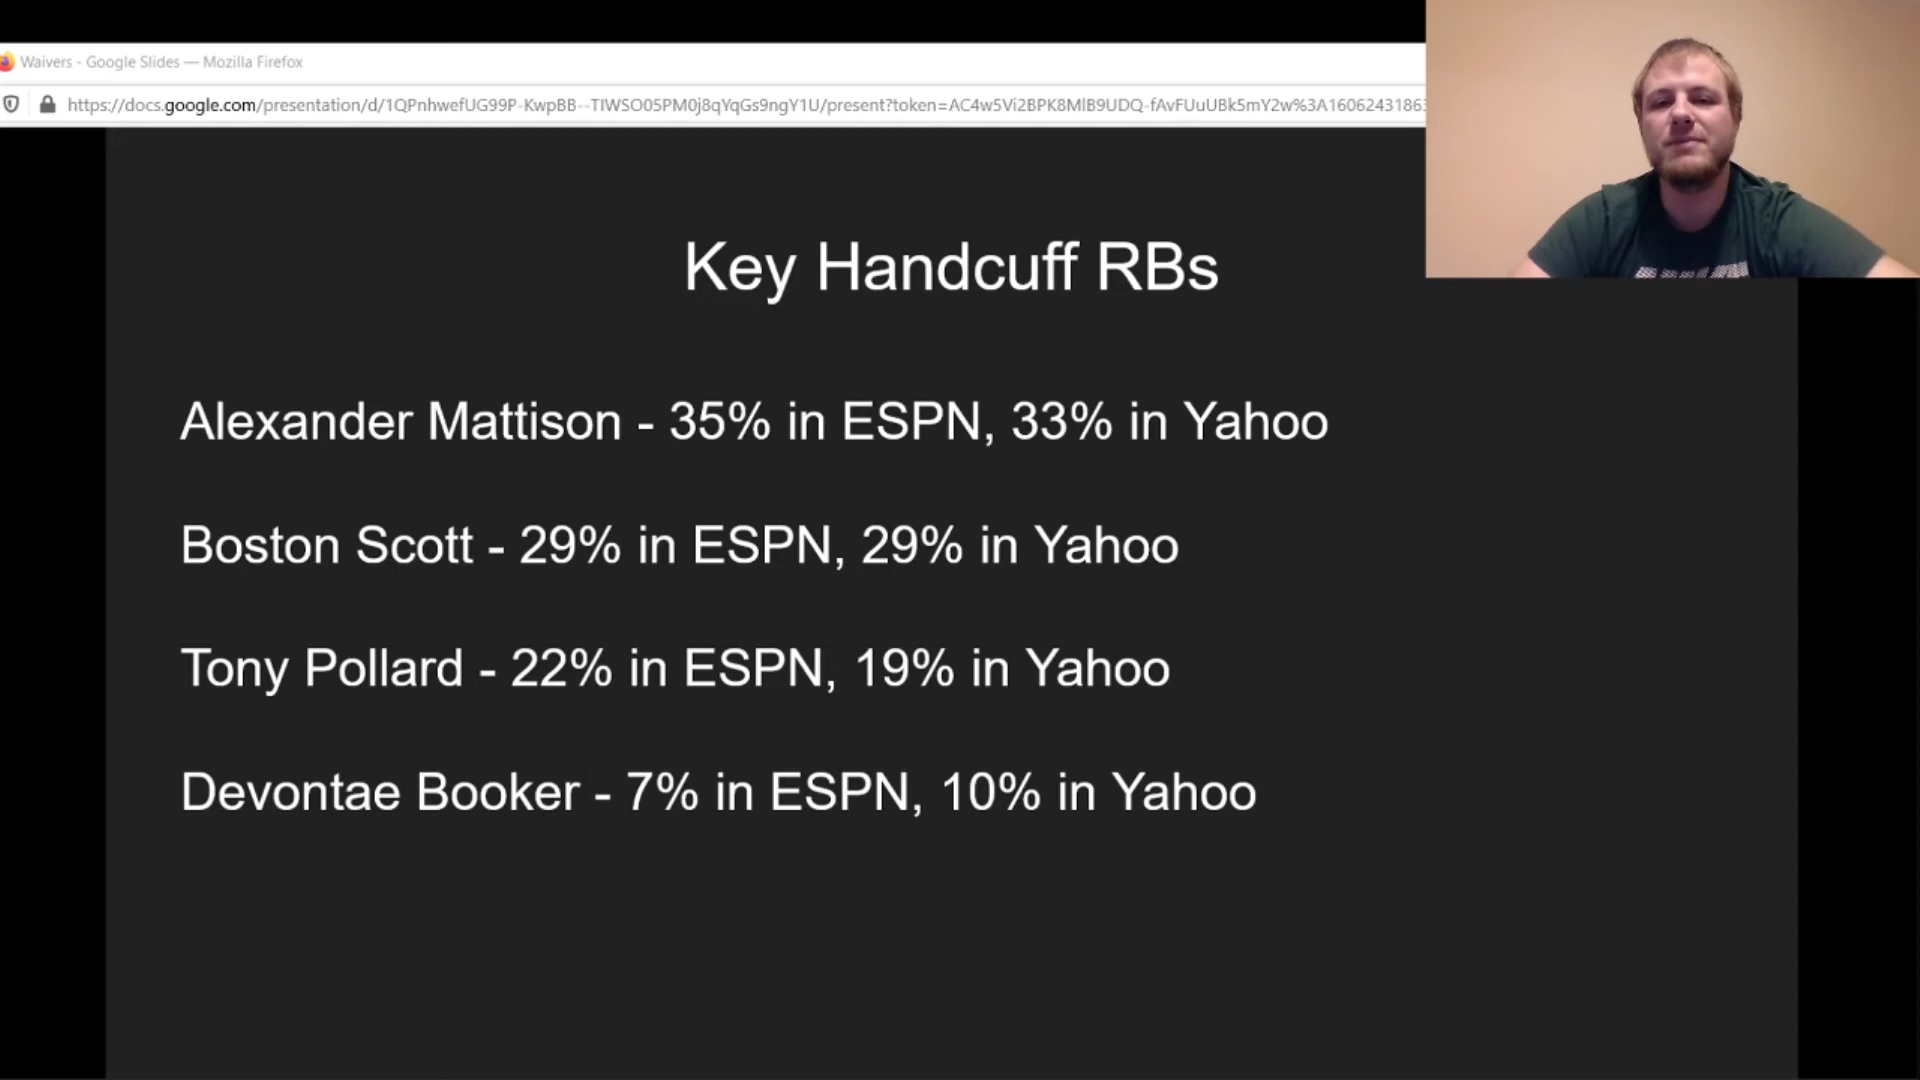 Waivers - Google Slides — Mozilla Firefox
https://docs.google.com/presentation/d/1QPnhwefUG99P-KwpBB--TIWSO05PM0j8qYqGs9ngY1U/present?token=AC4w5Vi2BPK8MlB9UDQ-fAvFUuUBk5mY2w%3A1606243186
Key Handcuff RBs
Alexander Mattison - 35% in ESPN, 33% in Yahoo
Boston Scott - 29% in ESPN, 29% in Yahoo
Tony Pollard - 22% in ESPN, 19% in Yahoo
Devontae Booker - 7% in ESPN, 10% in Yahoo